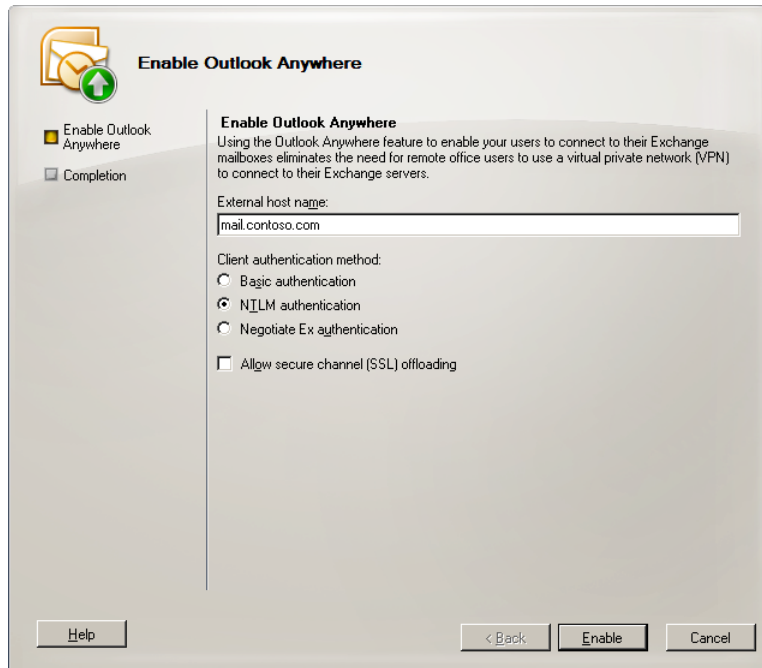 Enable Outlook Anywhere
Enable Outlook
Anywhere
Completion
Enable Outlook Anywhere
Using the Outlook Anywhere feature to enable your users to connect to their Exchange
mailboxes eliminates the need for remote office users to use a virtual private network (VPN)
to connect to their Exchange servers.
External host name:
mail.contoso.com
Client authentication method:
Basic authentication
NTLM authentication
Negotiate Ex authentication
Allow secure channel (SSL) offloading
Help
< Back
Enable
Cancel